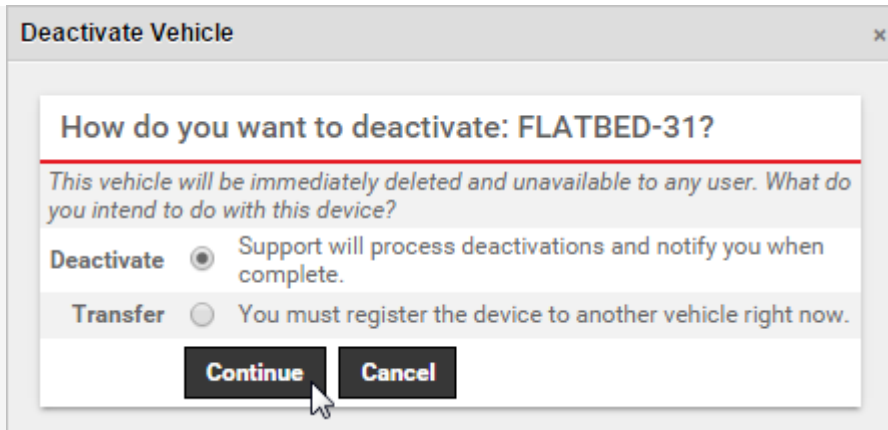 Deactivate Vehicle ×
How do you want to deactivate: FLATBED-31?
This vehicle will be immediately deleted and unavailable to any user. What do
you intend to do with this device?
Deactivate Support will process deactivations and notify you when
complete.
Transfer You must register the device to another vehicle right now.
Continue Cancel